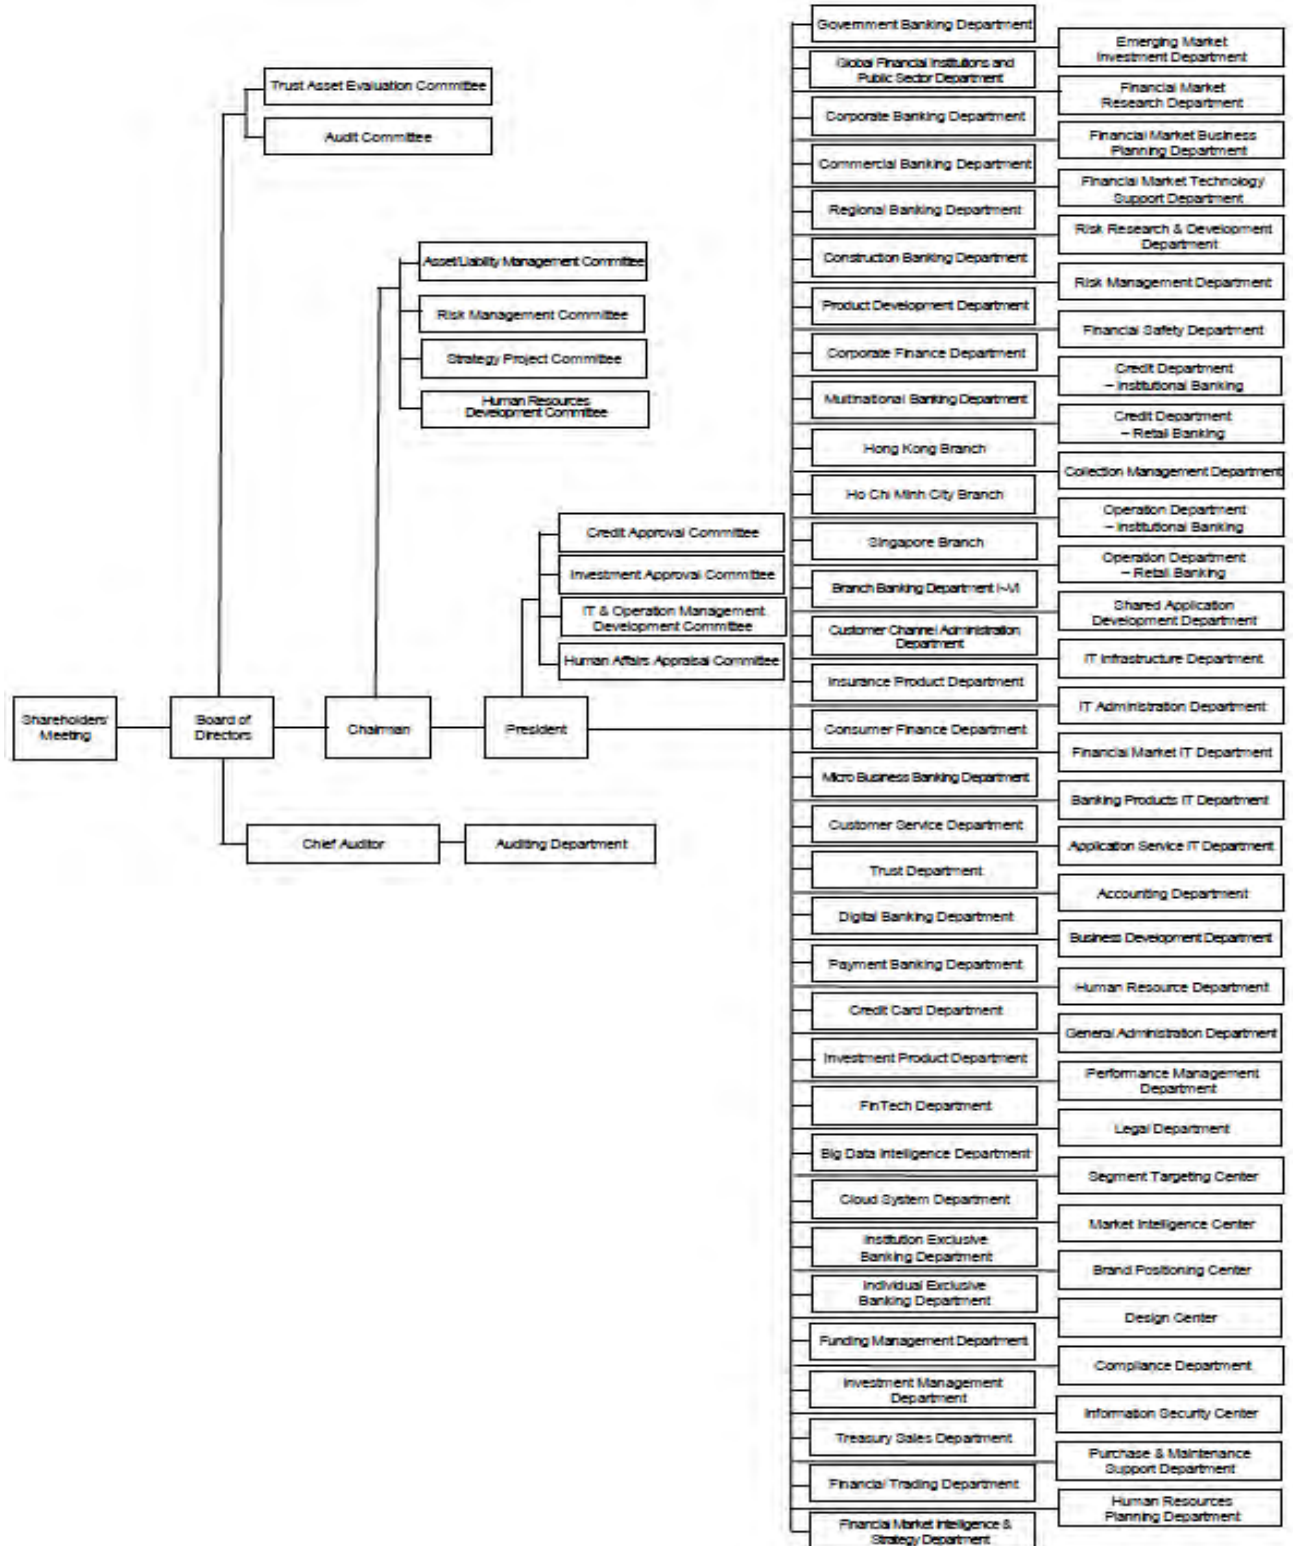 Trust Asset Evaluation Committee
Audit Committee
Asset/Liability Management Committee
Risk Management Committee
Strategy Project Committee
Human Resources
Development Committee
Credit Approval Committee
Investment Approval Committee
IT & Operation Management
Development Committee
Human Affairs Appraisal Committee
Shareholders'
Meeting
Board of
Directors
Chairman
President
Chief Auditor
Auditing Department
Government Banking Department
Global Financial Institutions and
Public Sector Department
Corporate Banking Department
Commercial Banking Department
Regional Banking Department
Construction Banking Department
Product Development Department
Corporate Finance Department
Multinational Banking Department
Hong Kong Branch
Ho Chi Minh City Branch
Singapore Branch
Branch Banking Department I~VI
Customer Channel Administration
Department
Insurance Product Department
Consumer Finance Department
Micro Business Banking Department
Customer Service Department
Trust Department
Digital Banking Department
Payment Banking Department
Credit Card Department
Investment Product Department
FinTech Department
Big Data Intelligence Department
Cloud System Department
Institution Exclusive
Banking Department
Individual Exclusive
Banking Department
Funding Management Department
Investment Management
Department
Treasury Sales Department
Financial Trading Department
Financial Market Intelligence &
Strategy Department
Emerging Market
Investment Department
Financial Market
Research Department
Financial Market Business
Planning Department
Financial Market Technology
Support Department
Risk Research & Development
Department
Risk Management Department
Financial Safety Department
Credit Department
– Institutional Banking
Credit Department
– Retail Banking
Collection Management Department
Operation Department
– Institutional Banking
Operation Department
– Retail Banking
Shared Application
Development Department
IT Infrastructure Department
IT Administration Department
Financial Market IT Department
Banking Products IT Department
Application Service IT Department
Accounting Department
Business Development Department
Human Resource Department
General Administration Department
Performance Management
Department
Legal Department
Segment Targeting Center
Market Intelligence Center
Brand Positioning Center
Design Center
Compliance Department
Information Security Center
Purchase & Maintenance
Support Department
Human Resources
Planning Department